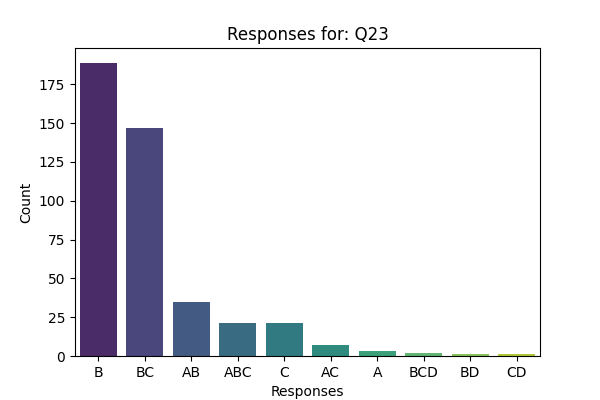 Responses for: Q23
Count
175
150
125
100
75
50
25
0
B BC AB ABC C AC A BCD BD CD
Responses